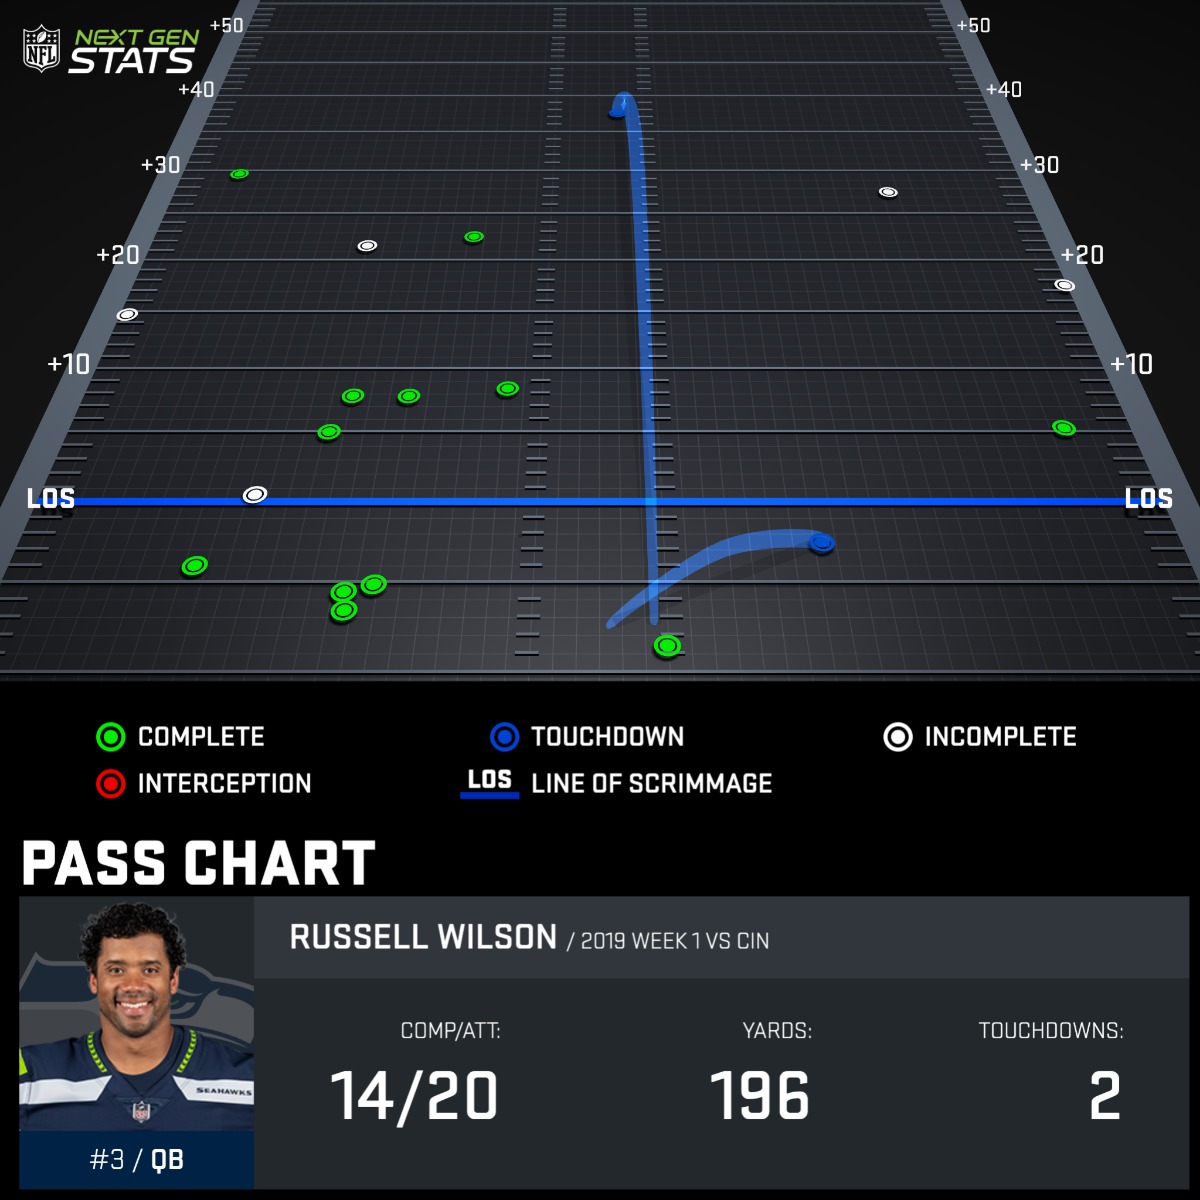 NFL NEXT GEN
STATS
+50 +50
+40 +40
+30 +30
+20 +20
+10 +10
LOS LOS
COMPLETE TOUCHDOWN INCOMPLETE
INTERCEPTION LOS LINE OF SCRIMMAGE
PASS CHART
RUSSELL WILSON / 2019 WEEK 1 VS CIN
COMP/ATT: YARDS: TOUCHDOWNS:
14/20 196 2
SEAHAWKS
#3 / QB